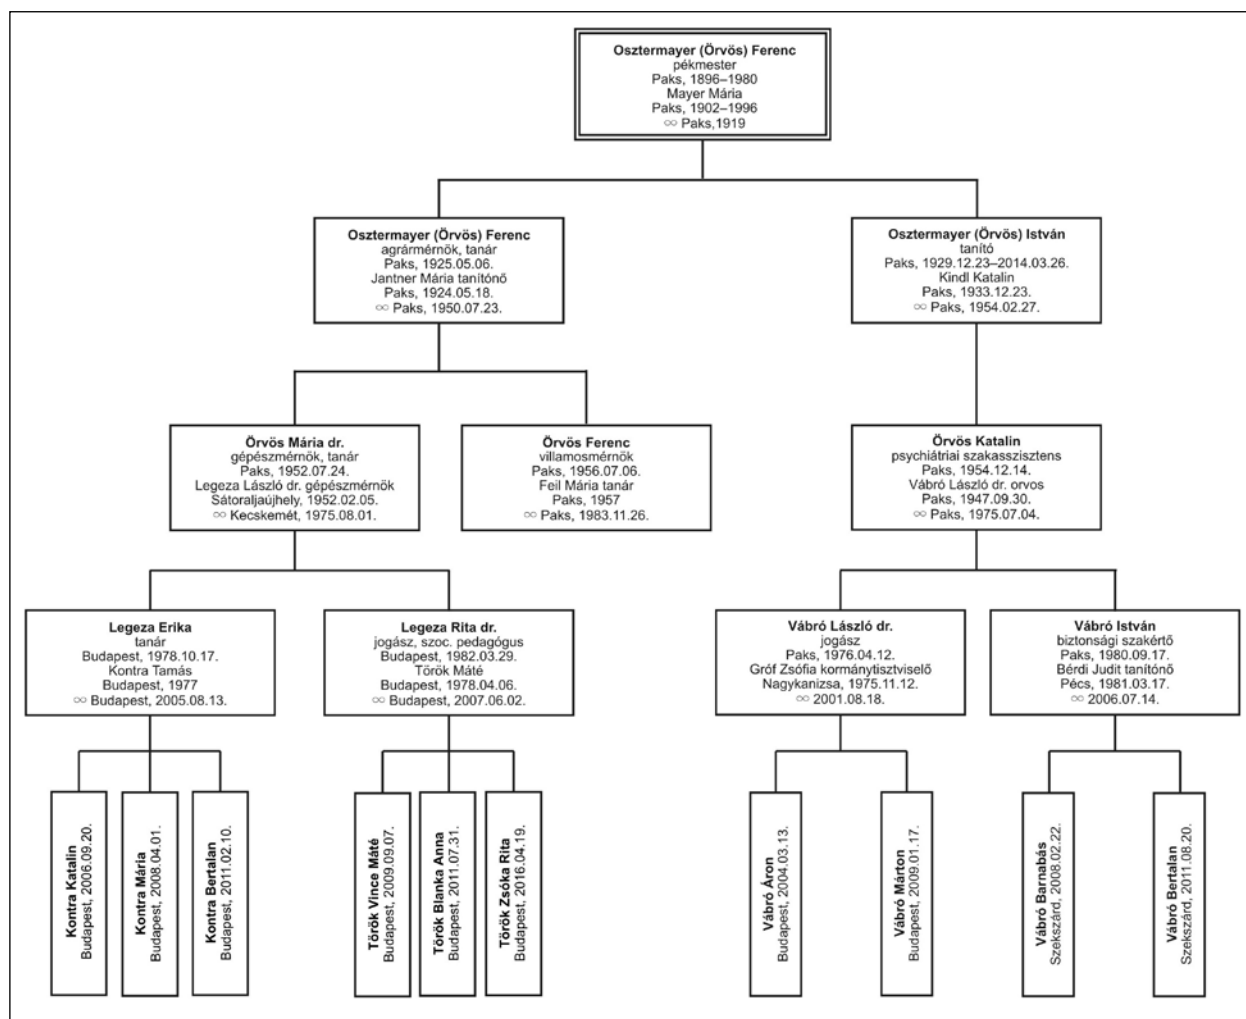 Osztermayer (Örvös) Ferenc
pékmester
Paks, 1896–1980
Mayer Mária
Paks, 1902–1996
∞ Paks,1919
Osztermayer (Örvös) Ferenc
agrármérnök, tanár
Paks, 1925.05.06.
Jantner Mária tanítónő
Paks, 1924.05.18.
∞ Paks, 1950.07.23.
Osztermayer (Örvös) István
tanító
Paks, 1929.12.23–2014.03.26.
Kindl Katalin
Paks, 1933.12.23.
∞ Paks, 1954.02.27.
Örvös Mária dr.
gépészmérnök, tanár
Paks, 1952.07.24.
Legeza László dr. gépészmérnök
Sátoraljaújhely, 1952.02.05.
∞ Kecskemét, 1975.08.01.
Örvös Ferenc
villamosmérnök
Paks, 1956.07.06.
Feil Mária tanár
Paks, 1957
∞ Paks, 1983.11.26.
Örvös Katalin
psychiátriai szakasszisztens
Paks, 1954.12.14.
Vábró László dr. orvos
Paks, 1947.09.30.
∞ Paks, 1975.07.04.
Legeza Erika
tanár
Budapest, 1978.10.17.
Kontra Tamás
Budapest, 1977
∞ Budapest, 2005.08.13.
Legeza Rita dr.
jogász, szoc. pedagógus
Budapest, 1982.03.29.
Török Máté
Budapest, 1978.04.06.
∞ Budapest, 2007.06.02.
Vábró László dr.
jogász
Paks, 1976.04.12.
Gróf Zsófia kormánytisztviselő
Nagykanizsa, 1975.11.12.
∞ 2001.08.18.
Vábró István
biztonsági szakértő
Paks, 1980.09.17.
Bérdi Judit tanítónő
Pécs, 1981.03.17.
∞ 2006.07.14.
Kontra Katalin
Budapest, 2006.09.20.
Kontra Mária
Budapest, 2008.04.01.
Kontra Bertalan
Budapest, 2011.02.10.
Török Vince Máté
Budapest, 2009.09.07.
Török Blanka Anna
Budapest, 2011.07.31.
Török Zsóka Rita
Budapest, 2016.04.19.
Vábró Áron
Budapest, 2004.03.13.
Vábró Márton
Budapest, 2009.01.17.
Vábró Barnabás
Szekszárd, 2008.02.22.
Vábró Bertalan
Szekszárd, 2011.08.20.